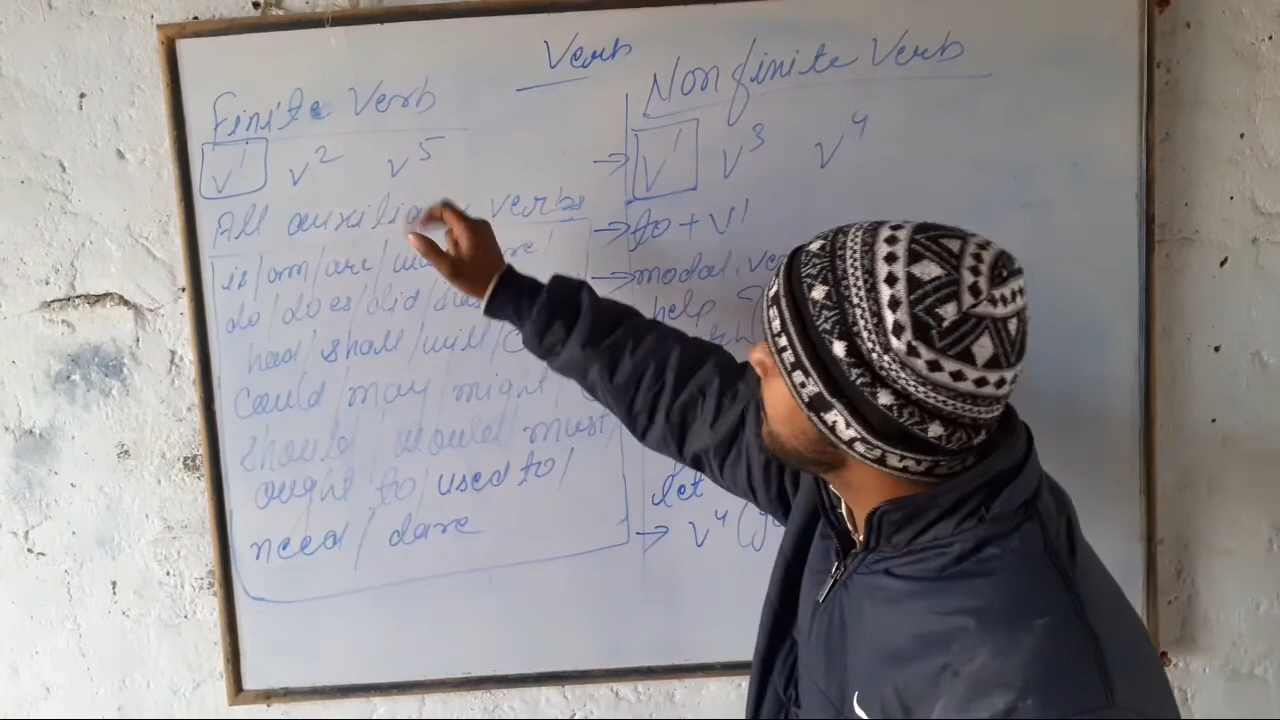 Verb
Finite Verb
V1 V2 V5
All auxiliary verbs
is/am/are/
do/does/did/
had/shall/will/
Could/may/might/
should/would/must/
ought to/used to/
need/dare
Nonfinite Verb
→ V1 V3 V4
→ to + V1
→ modal
help
let
→ V4